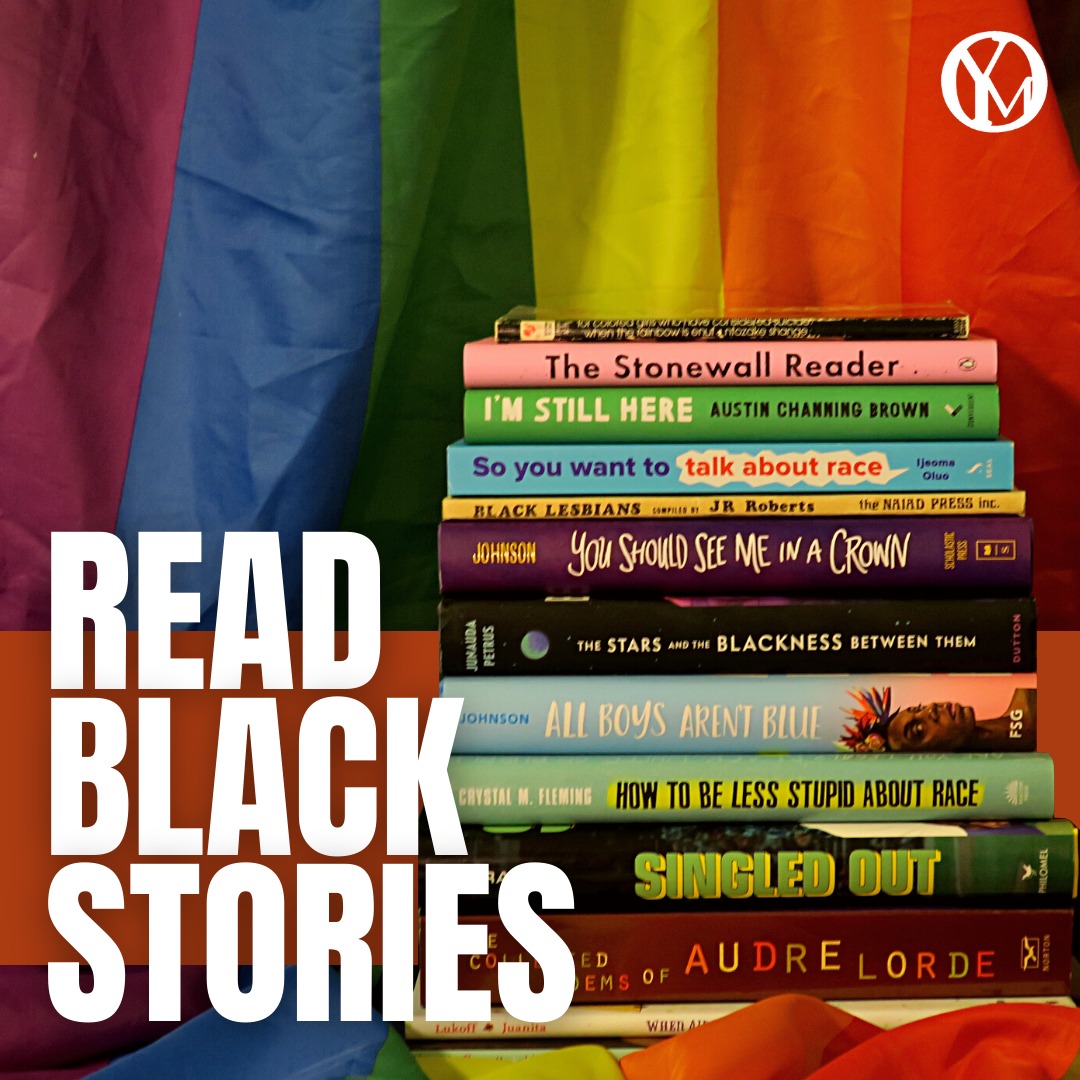 YM
for colored girls who have considered suicide/
when the rainbow is enuf ntozake shange
The Stonewall Reader
I'M STILL HERE AUSTIN CHANNING BROWN
So you want to talk about race Ijeoma
Oluo SEAL
BLACK LESBIANS COMPILED BY JR Roberts the NAIAD PRESS inc.
JOHNSON YOU SHOULD SEE ME IN A CROWN SCHOLASTIC
PRESS
JUNAUDA
PETRUS THE STARS AND THE BLACKNESS BETWEEN THEM DUTTON
JOHNSON ALL BOYS AREN'T BLUE FSG
CRYSTAL M. FLEMING HOW TO BE LESS STUPID ABOUT RACE
SINGLED OUT PHILOMEL
AUDRE LORDE NORTON
OF
Lukoff Juanita WHEN
READ
BLACK
STORIES